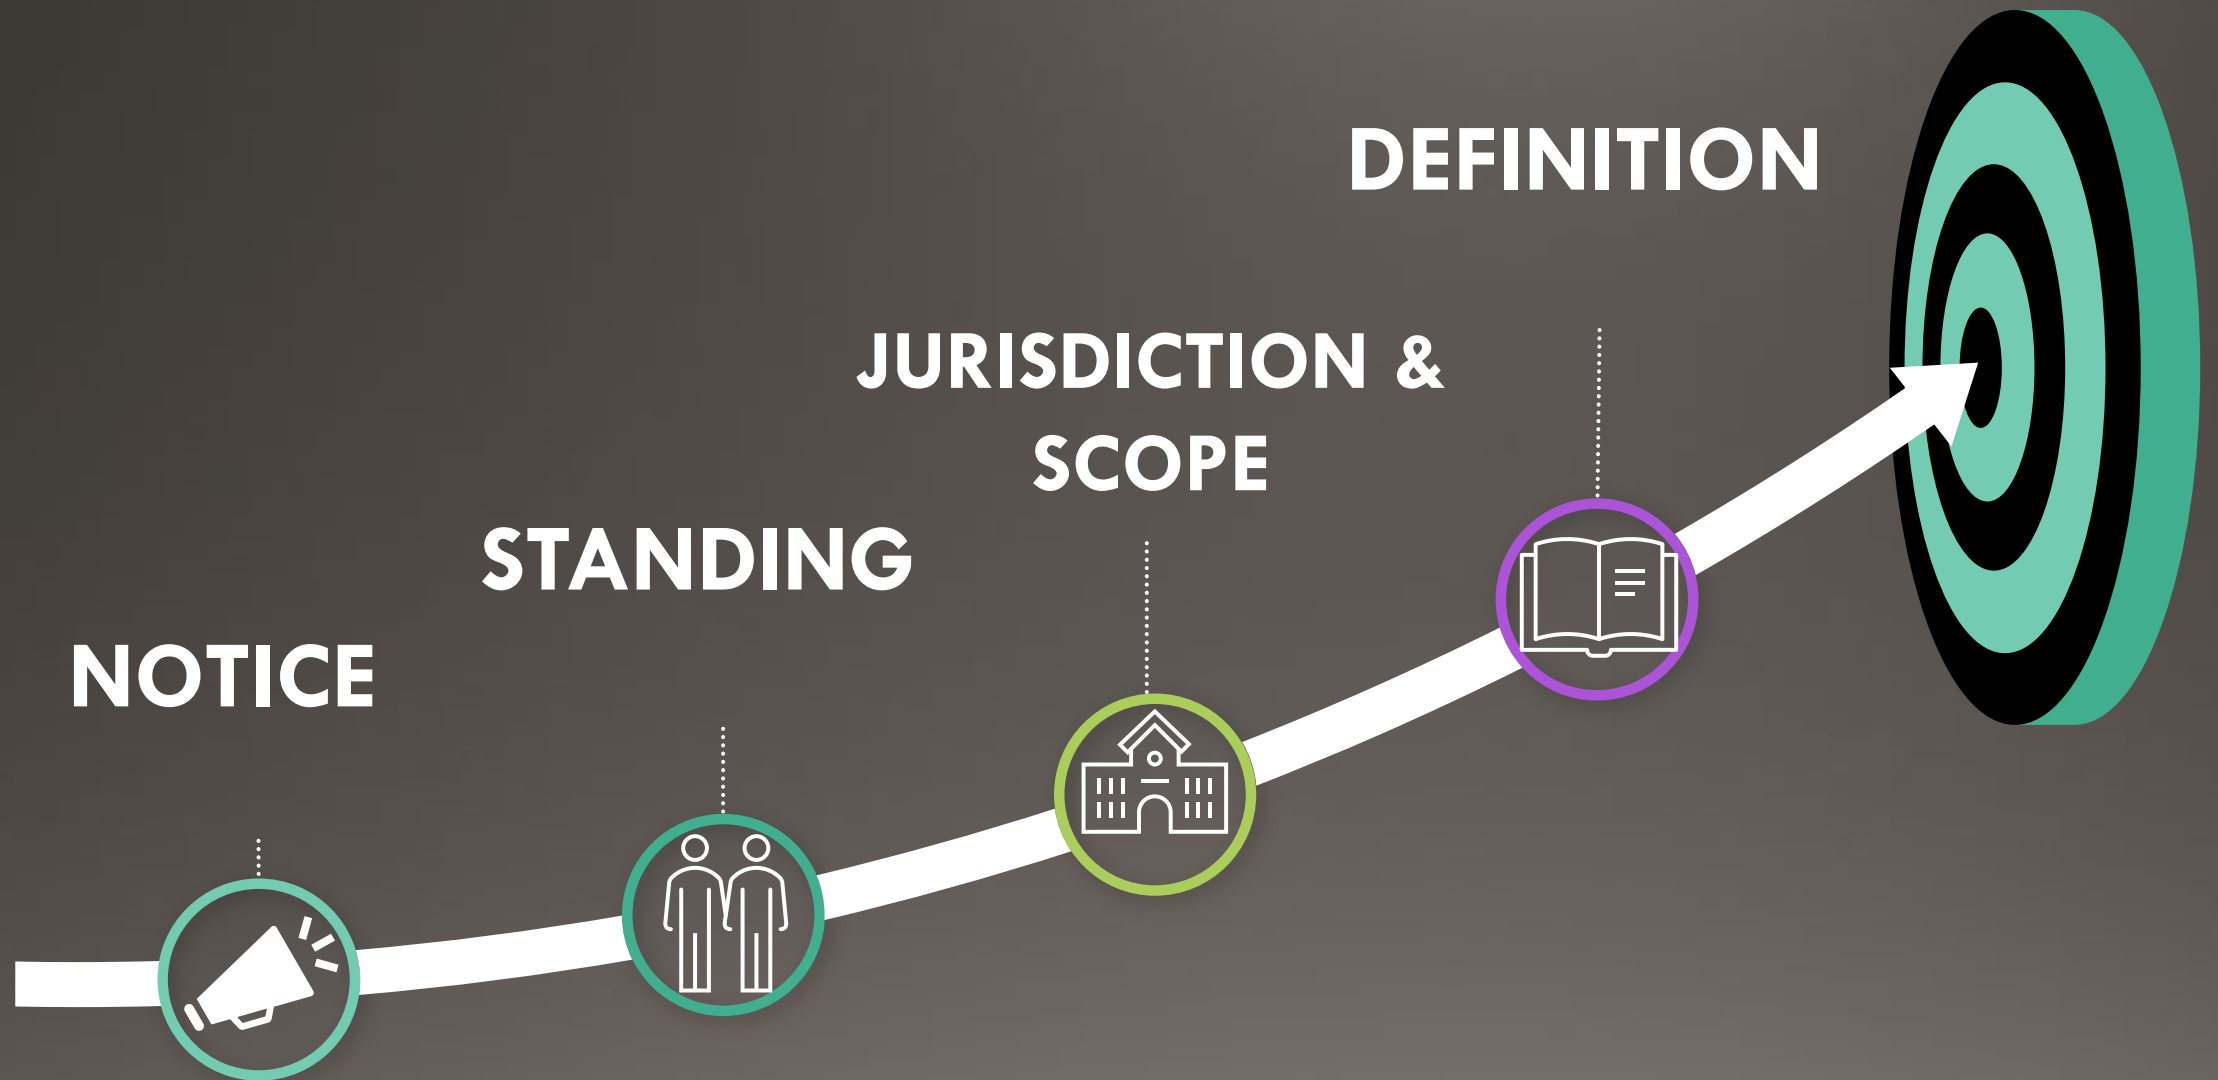 NOTICE
STANDING
JURISDICTION &
SCOPE
DEFINITION